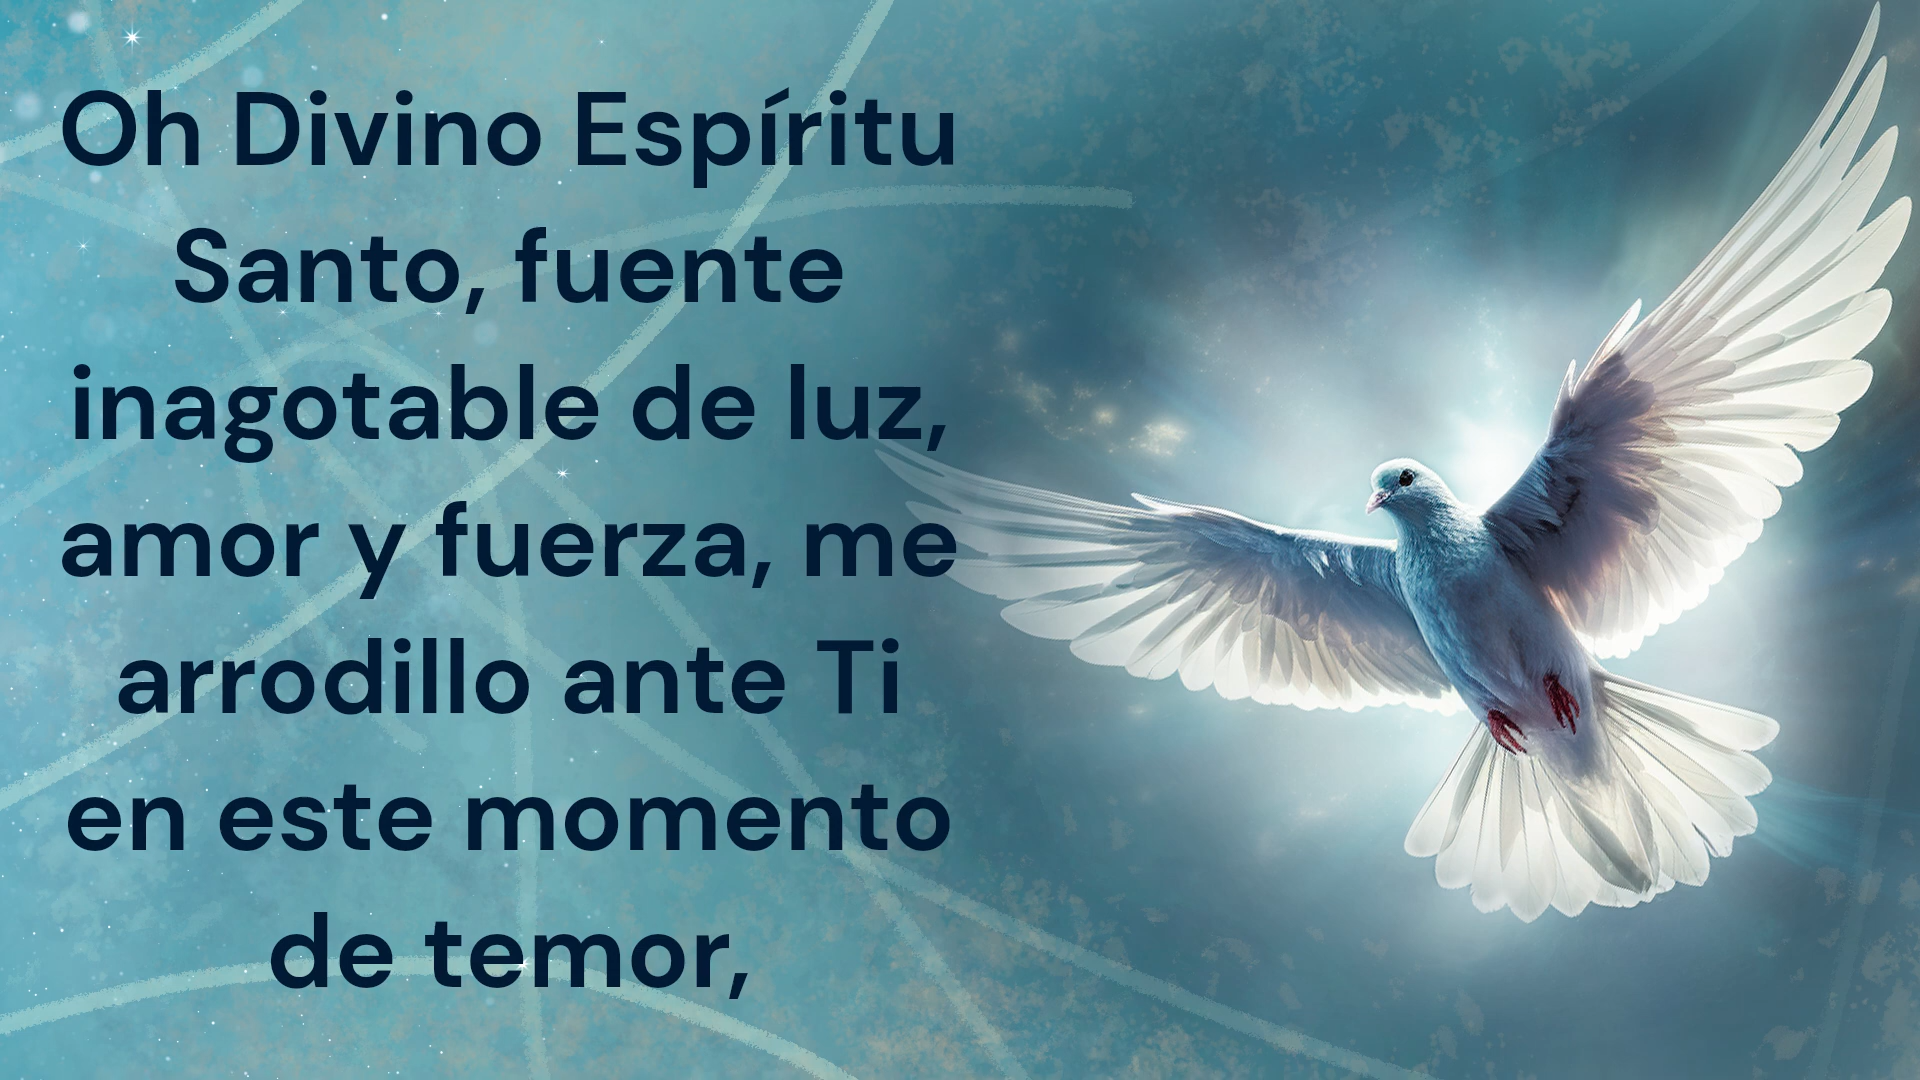 Oh Divino Espíritu
Santo, fuente
inagotable de luz,
amor y fuerza, me
arrodillo ante Ti
en este momento
de temor,